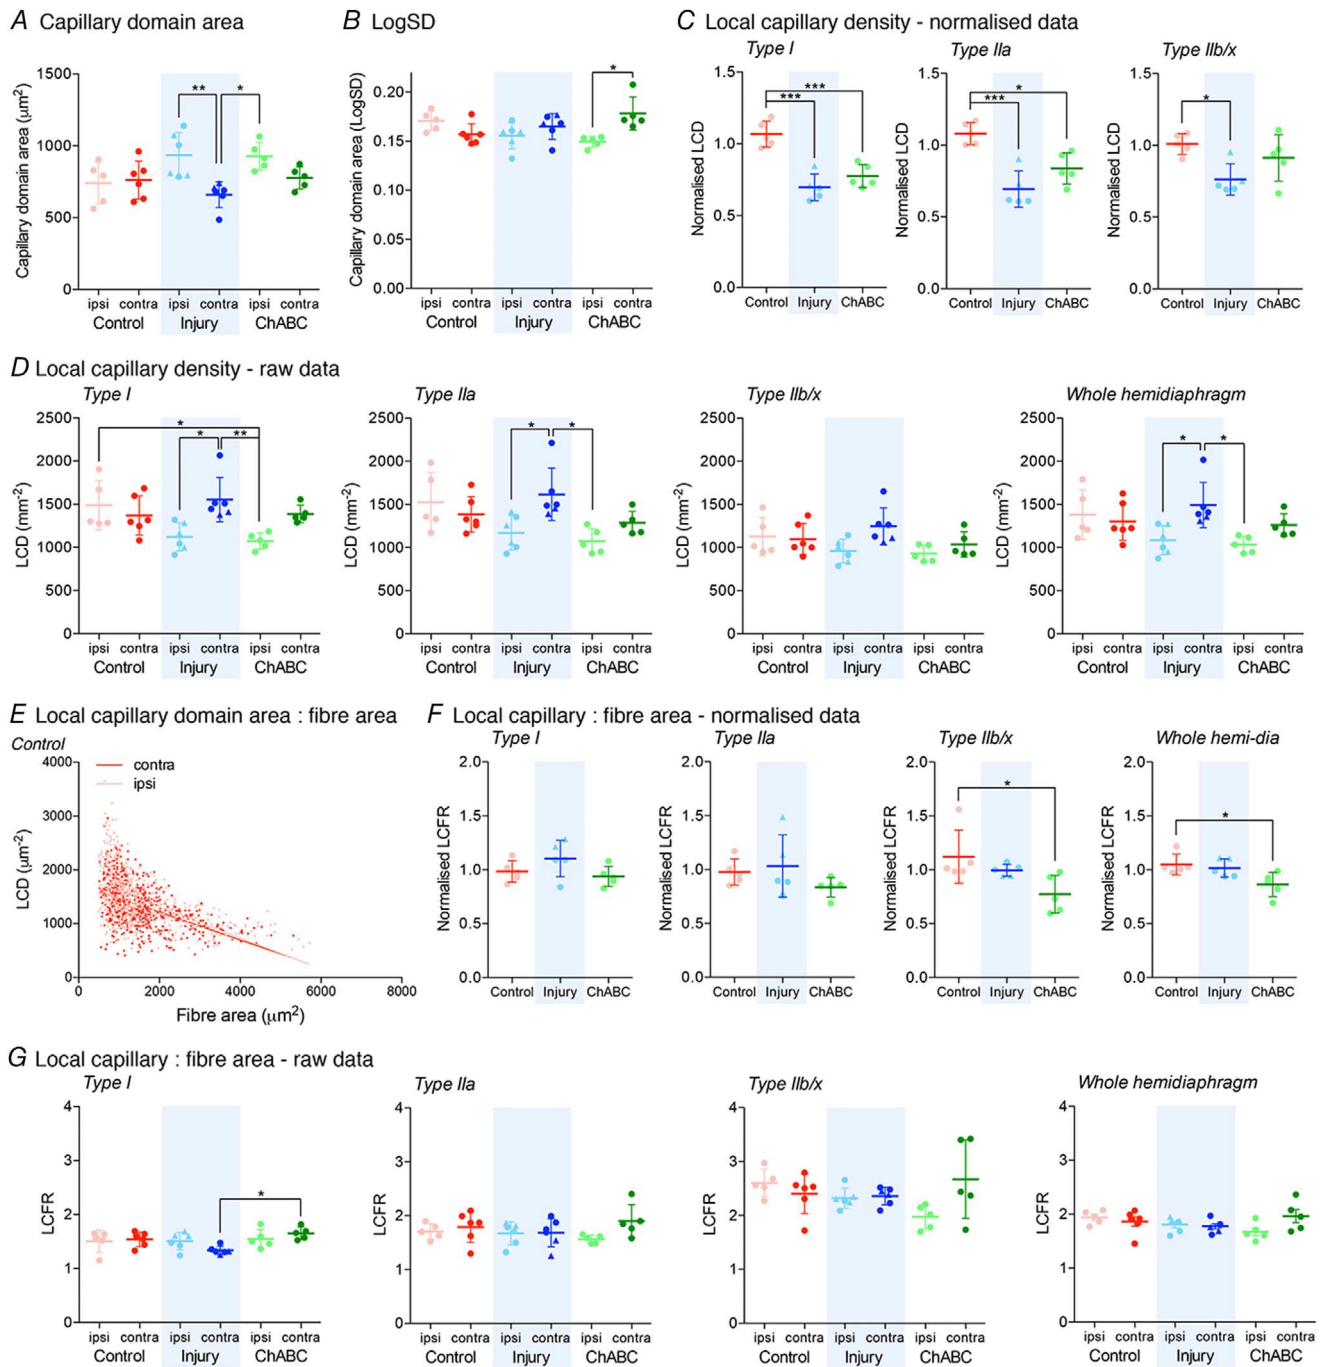 A Capillary domain area
Capillary domain area (μm²)
1500
1000
500
0
**
*
ipsi contra ipsi contra ipsi contra
Control Injury ChABC
B LogSD
Capillary domain area (LogSD)
0.20
0.15
0.10
0.05
0.00
*
ipsi contra ipsi contra ipsi contra
Control Injury ChABC
C Local capillary density - normalised data
Type I
Normalised LCD
1.5
1.0
0.5
0.0
***
***
Control Injury ChABC
Type IIa
Normalised LCD
1.5
1.0
0.5
0.0
*
***
Control Injury ChABC
Type IIb/x
Normalised LCD
1.5
1.0
0.5
0.0
*
Control Injury ChABC
D Local capillary density - raw data
Type I
LCD (mm⁻²)
2500
2000
1500
1000
500
0
*
* **
ipsi contra ipsi contra ipsi contra
Control Injury ChABC
Type IIa
LCD (mm⁻²)
2500
2000
1500
1000
500
0
* *
ipsi contra ipsi contra ipsi contra
Control Injury ChABC
Type IIb/x
LCD (mm⁻²)
2500
2000
1500
1000
500
0
ipsi contra ipsi contra ipsi contra
Control Injury ChABC
Whole hemidiaphragm
LCD (mm⁻²)
2500
2000
1500
1000
500
0
* *
ipsi contra ipsi contra ipsi contra
Control Injury ChABC
E Local capillary domain area : fibre area
Control
contra
ipsi
LCD (μm⁻²)
4000
3000
2000
1000
0
0 2000 4000 6000 8000
Fibre area (μm²)
F Local capillary : fibre area - normalised data
Type I
Normalised LCFR
2.0
1.5
1.0
0.5
0.0
Control Injury ChABC
Type IIa
Normalised LCFR
2.0
1.5
1.0
0.5
0.0
Control Injury ChABC
Type IIb/x
Normalised LCFR
2.0
1.5
1.0
0.5
0.0
*
Control Injury ChABC
Whole hemi-dia
Normalised LCFR
2.0
1.5
1.0
0.5
0.0
*
Control Injury ChABC
G Local capillary : fibre area - raw data
Type I
LCFR
4
3
2
1
0
*
ipsi contra ipsi contra ipsi contra
Control Injury ChABC
Type IIa
LCFR
4
3
2
1
0
ipsi contra ipsi contra ipsi contra
Control Injury ChABC
Type IIb/x
LCFR
4
3
2
1
0
ipsi contra ipsi contra ipsi contra
Control Injury ChABC
Whole hemidiaphragm
LCFR
4
3
2
1
0
ipsi contra ipsi contra ipsi contra
Control Injury ChABC